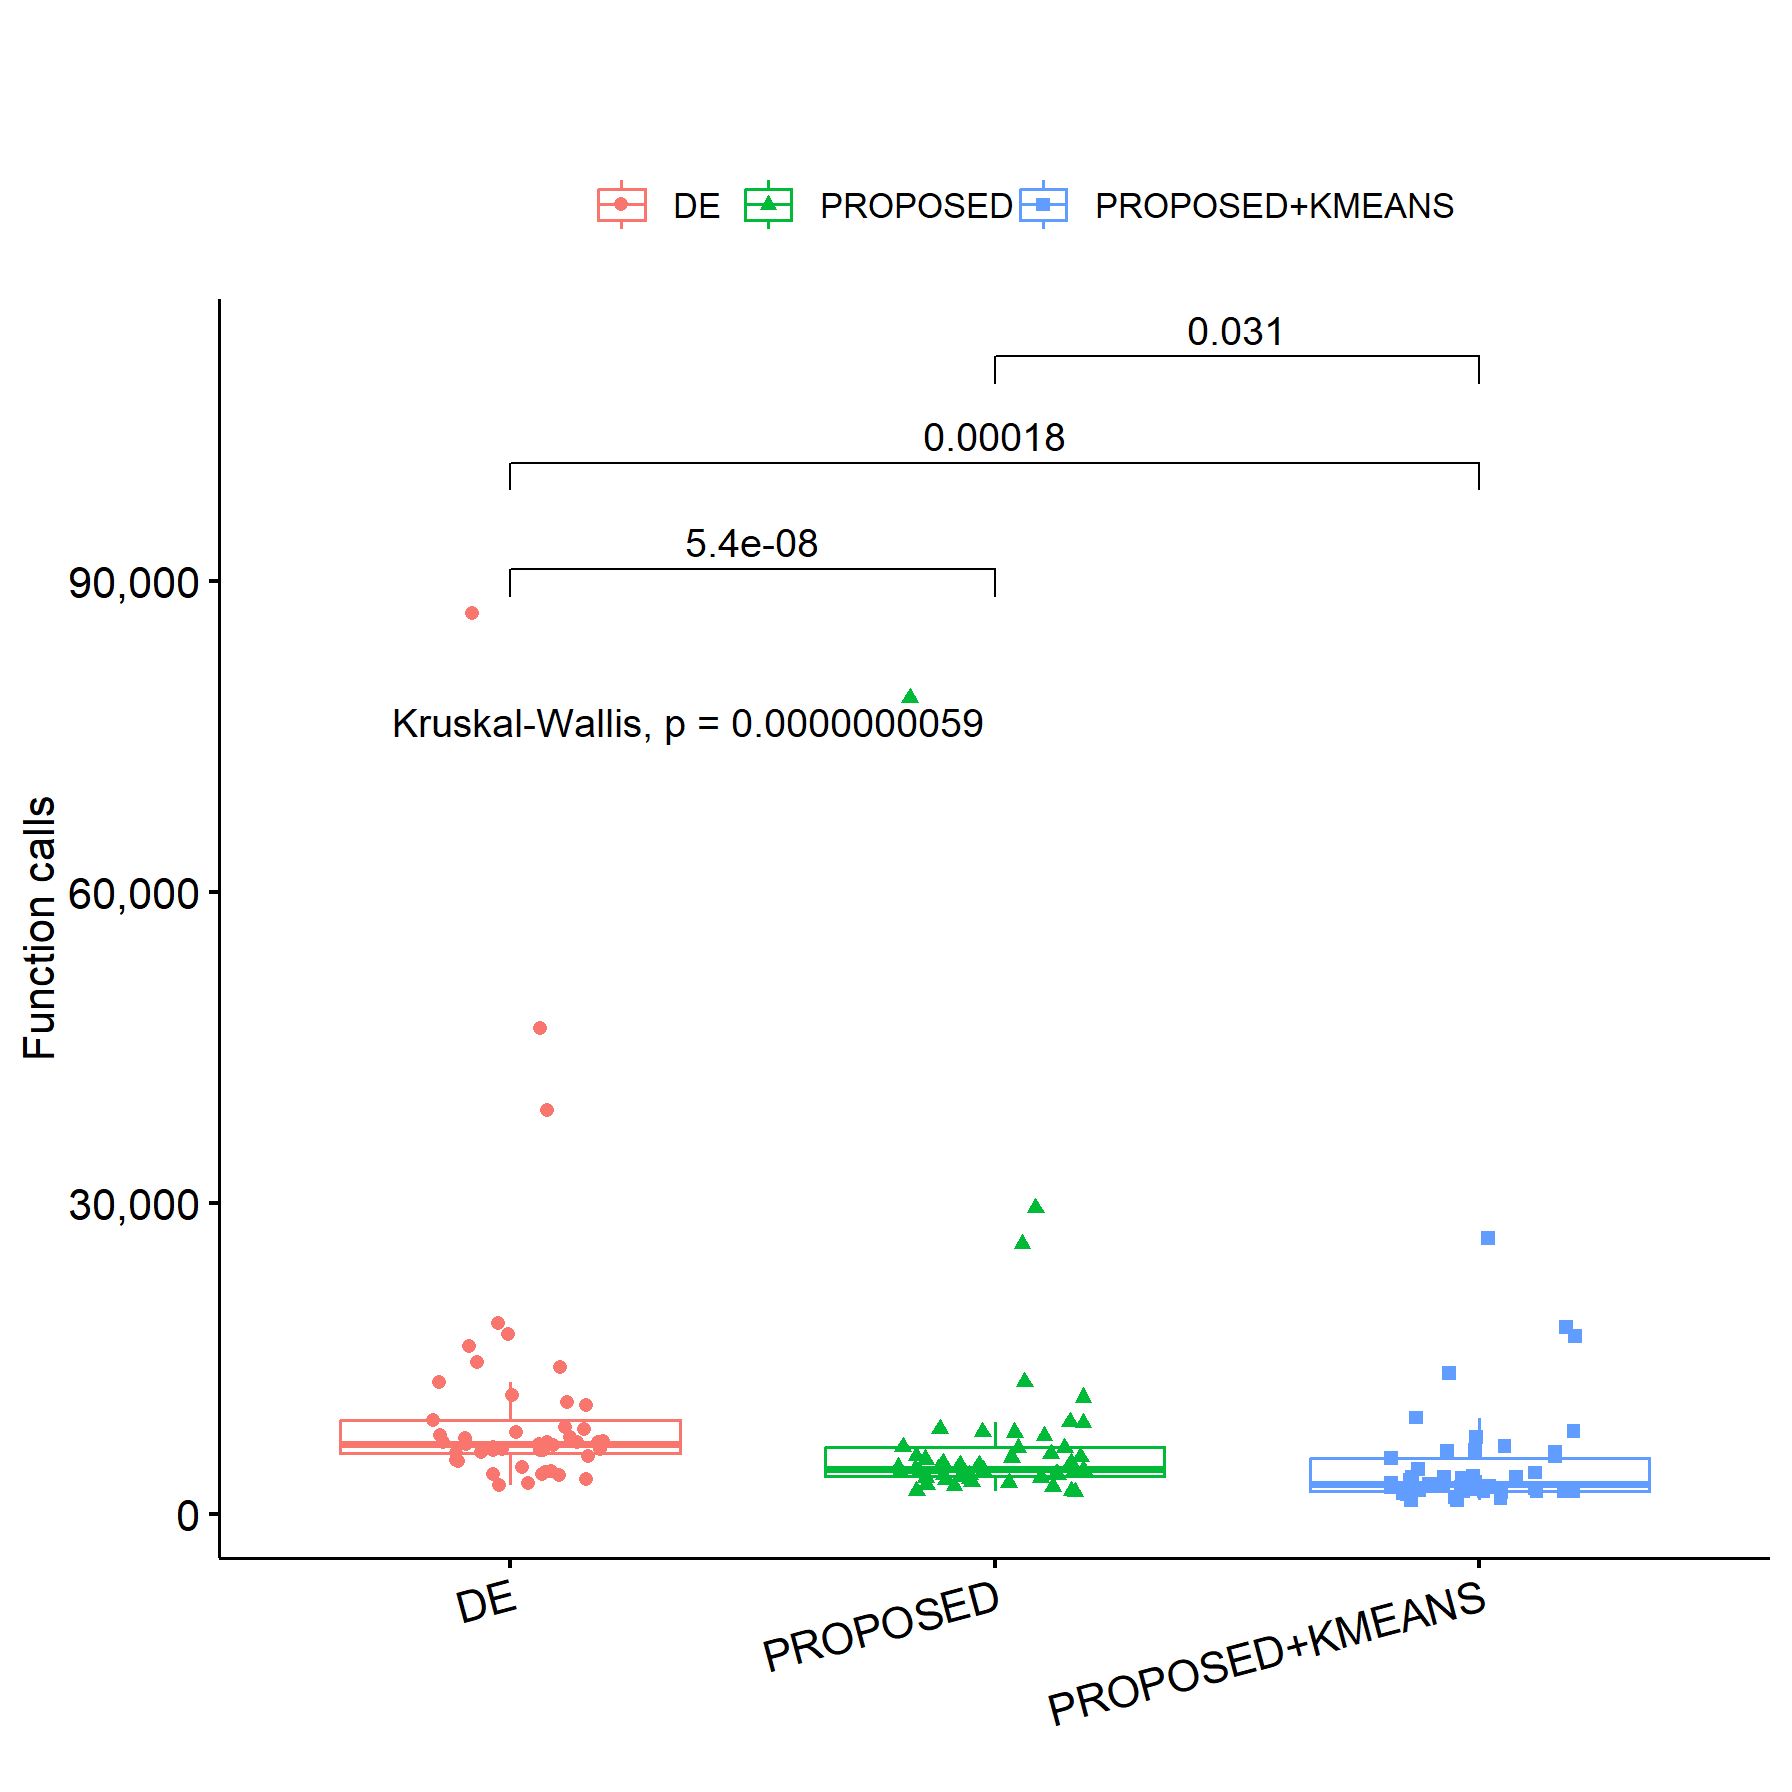 DE PROPOSED PROPOSED+KMEANS
0.031
0.00018
5.4e-08
90,000
Kruskal-Wallis, p = 0.0000000059
Function calls
60,000
30,000
0
DE
PROPOSED
PROPOSED+KMEANS